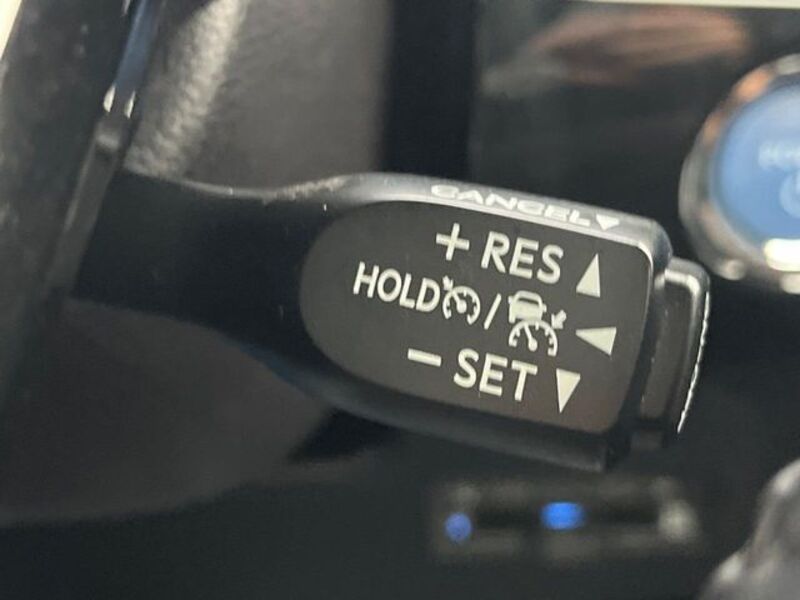 CANCEL▼
+ RES ▲
HOLD / ◀
− SET ▼